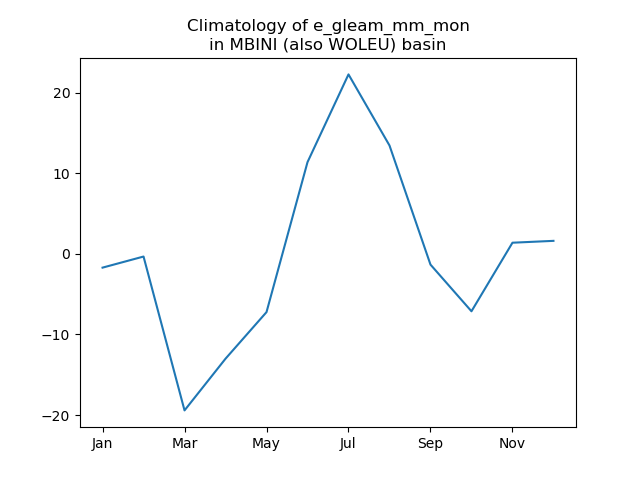 Climatology of e_gleam_mm_mon
in MBINI (also WOLEU) basin
20
10
0
−10
−20
Jan Mar May Jul Sep Nov